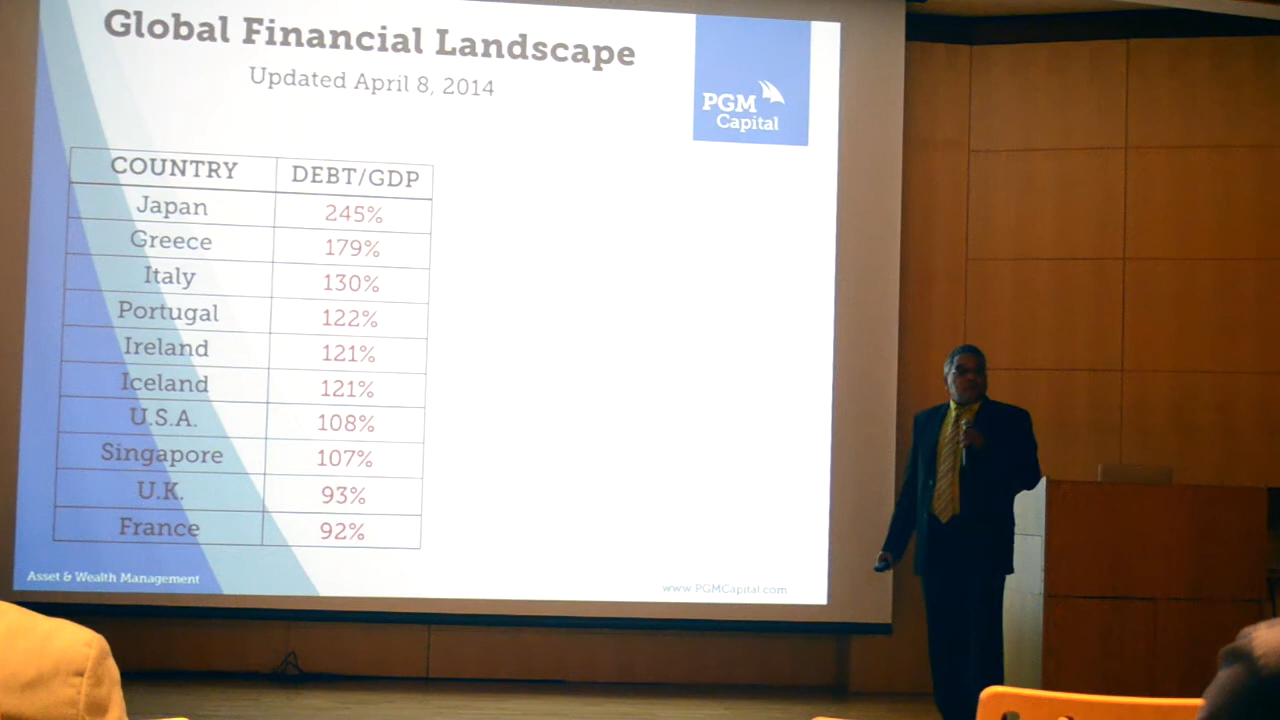 Global Financial Landscape
Updated April 8, 2014
PGM
Capital
COUNTRY DEBT/GDP
Japan 245%
Greece 179%
Italy 130%
Portugal 122%
Ireland 121%
Iceland 121%
U.S.A. 108%
Singapore 107%
U.K. 93%
France 92%
Asset & Wealth Management
www.PGMCapital.com